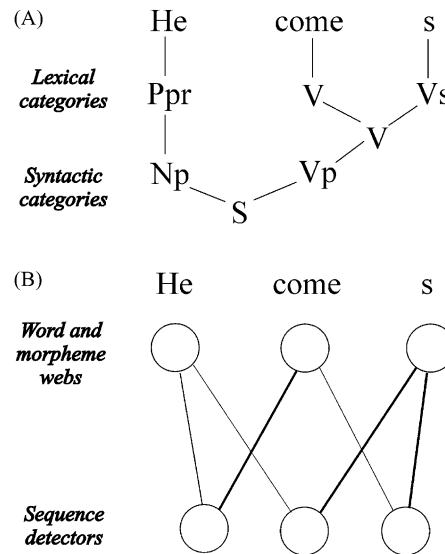 (A) He come s
Lexical
categories
Ppr V Vs
V
Syntactic
categories
Np Vp
S
(B) He come s
Word and
morpheme
webs
Sequence
detectors